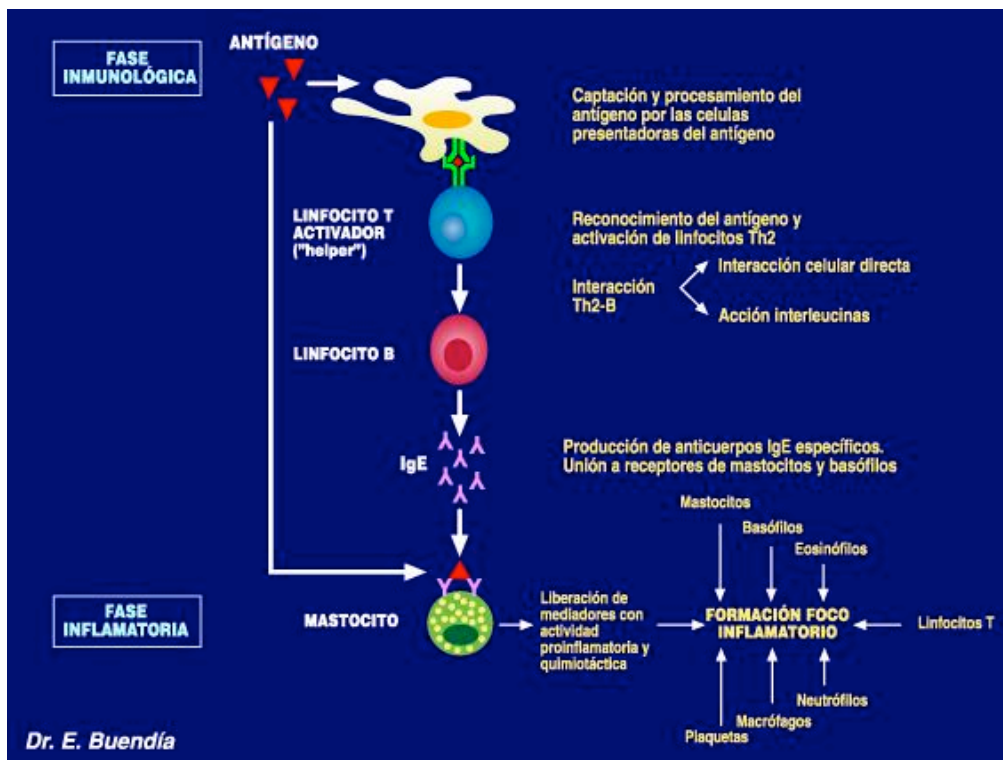 FASE
INMUNOLÓGICA
ANTÍGENO
Captación y procesamiento del
antígeno por las celulas
presentadoras del antígeno
LINFOCITO T
ACTIVADOR
("helper")
Reconocimiento del antígeno y
activación de linfocitos Th2
Interacción
Th2-B
Interacción celular directa
Acción interleucinas
LINFOCITO B
IgE
Producción de anticuerpos IgE específicos.
Unión a receptores de mastocitos y basófilos
Mastocitos
Basófilos
Eosinófilos
FASE
INFLAMATORIA
MASTOCITO
Liberación de
mediadores con
actividad
proinflamatoria y
quimiotáctica
FORMACIÓN FOCO
INFLAMATORIO
Linfocitos T
Neutrófilos
Macrófagos
Plaquetas
Dr. E. Buendía